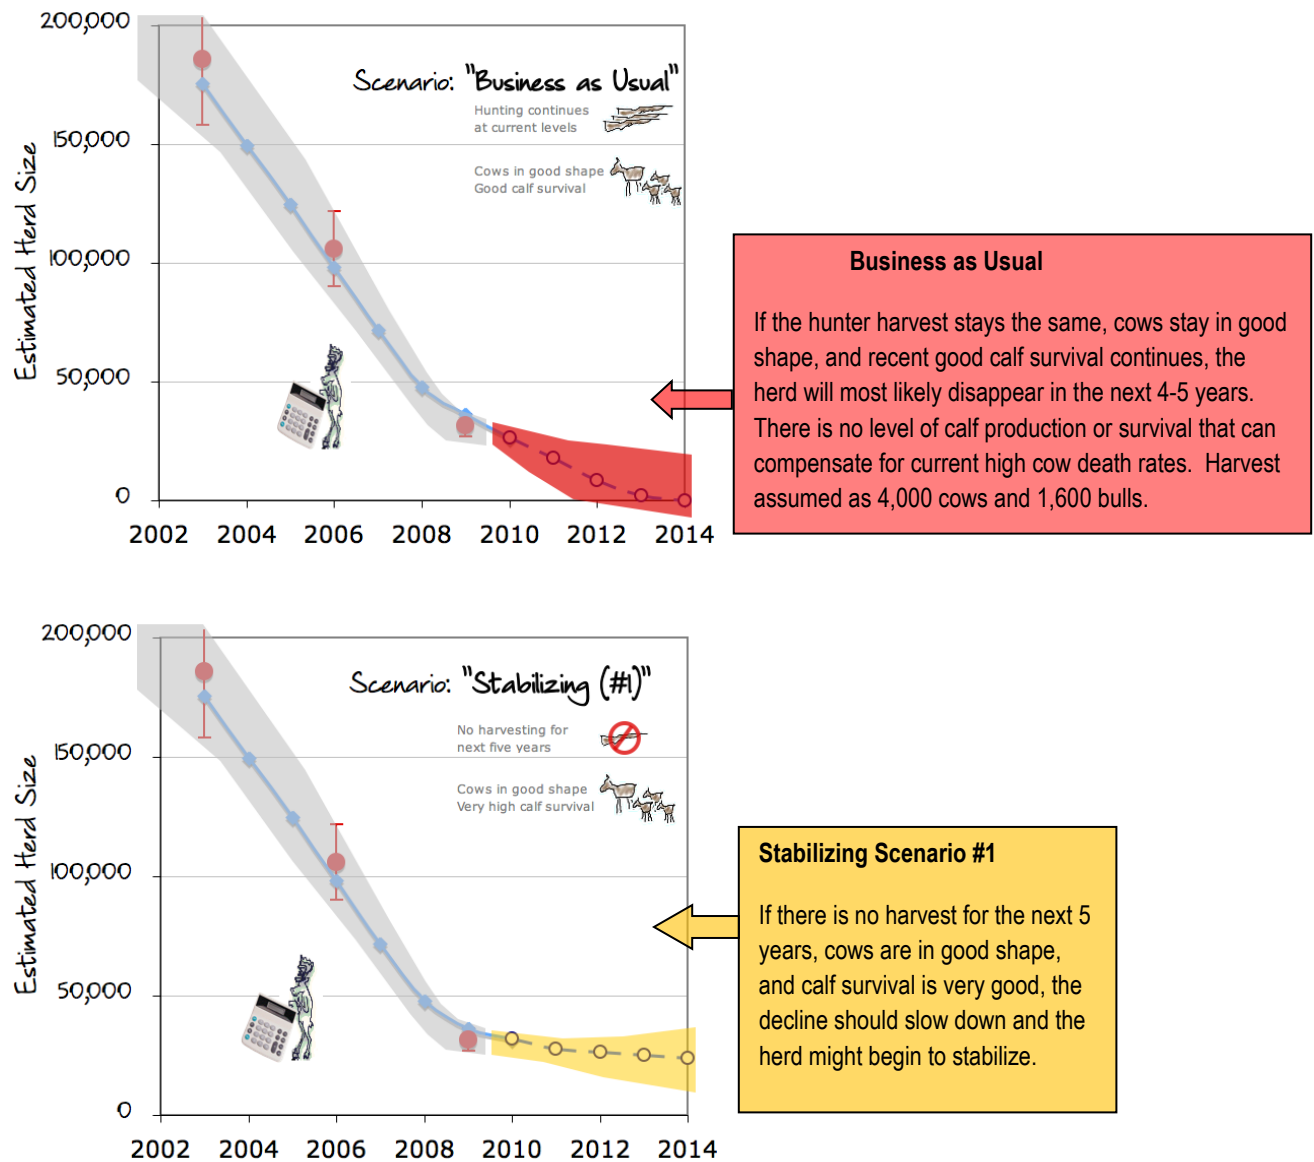 200,000
Scenario: "Business as Usual"
Hunting continues
at current levels
150,000
Cows in good shape
Good calf survival
Estimated Herd Size
100,000
50,000
0
2002 2004 2006 2008 2010 2012 2014
Business as Usual
If the hunter harvest stays the same, cows stay in good
shape, and recent good calf survival continues, the
herd will most likely disappear in the next 4-5 years.
There is no level of calf production or survival that can
compensate for current high cow death rates. Harvest
assumed as 4,000 cows and 1,600 bulls.
200,000
Scenario: "Stabilizing (#1)"
No harvesting for
next five years
150,000
Cows in good shape
Very high calf survival
Estimated Herd Size
100,000
50,000
0
2002 2004 2006 2008 2010 2012 2014
Stabilizing Scenario #1
If there is no harvest for the next 5
years, cows are in good shape,
and calf survival is very good, the
decline should slow down and the
herd might begin to stabilize.